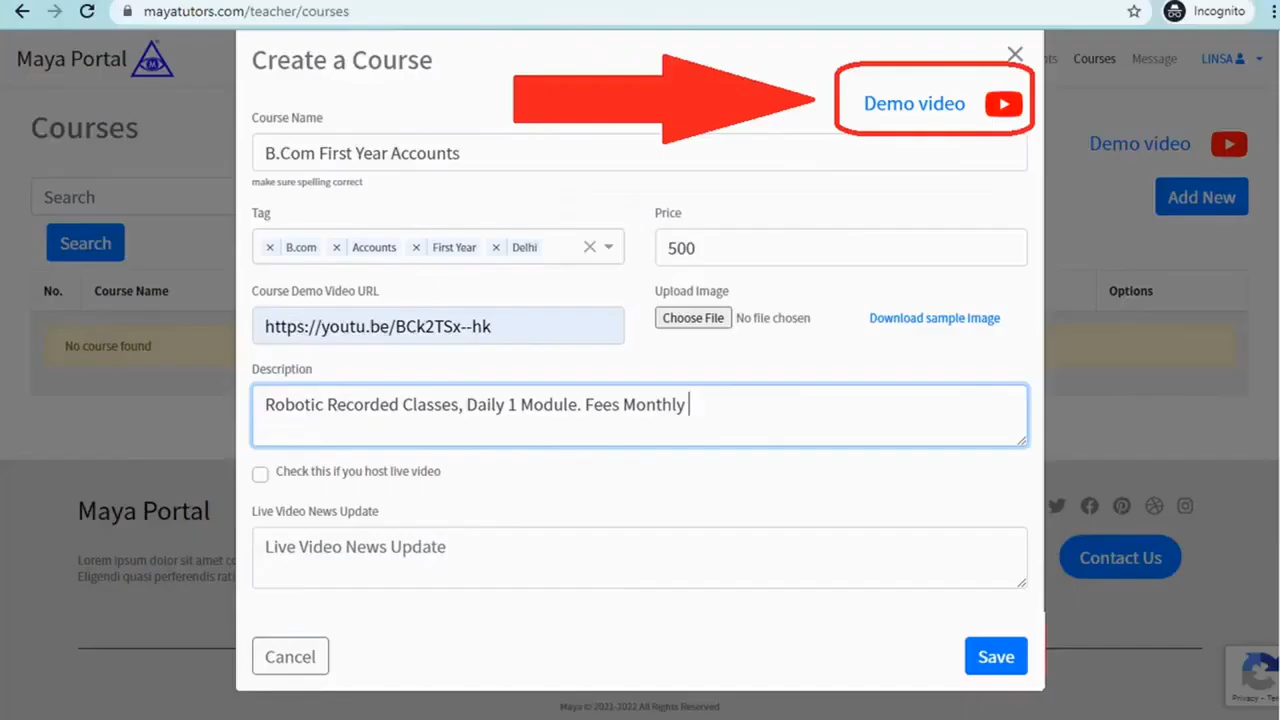 mayatutors.com/teacher/courses
Incognito
Maya Portal
Create a Course
Courses
Message
LINSA
Demo video
Courses
Course Name
Demo video
B.Com First Year Accounts
make sure spelling correct
Search
Add New
Tag
Price
× B.com × Accounts × First Year × Delhi
500
Search
No.
Course Name
Course Demo Video URL
Upload Image
Options
https://youtu.be/BCk2TSx--hk
Choose File No file chosen
Download sample Image
No course found
Description
Robotic Recorded Classes, Daily 1 Module. Fees Monthly
Check this if you host live video
Maya Portal
Live Video News Update
Live Video News Update
Lorem ipsum dolor sit amet
Eligendi quasi perferendis
Contact Us
Cancel
Save
Maya © 2021-2022 All Rights Reserved
Privacy